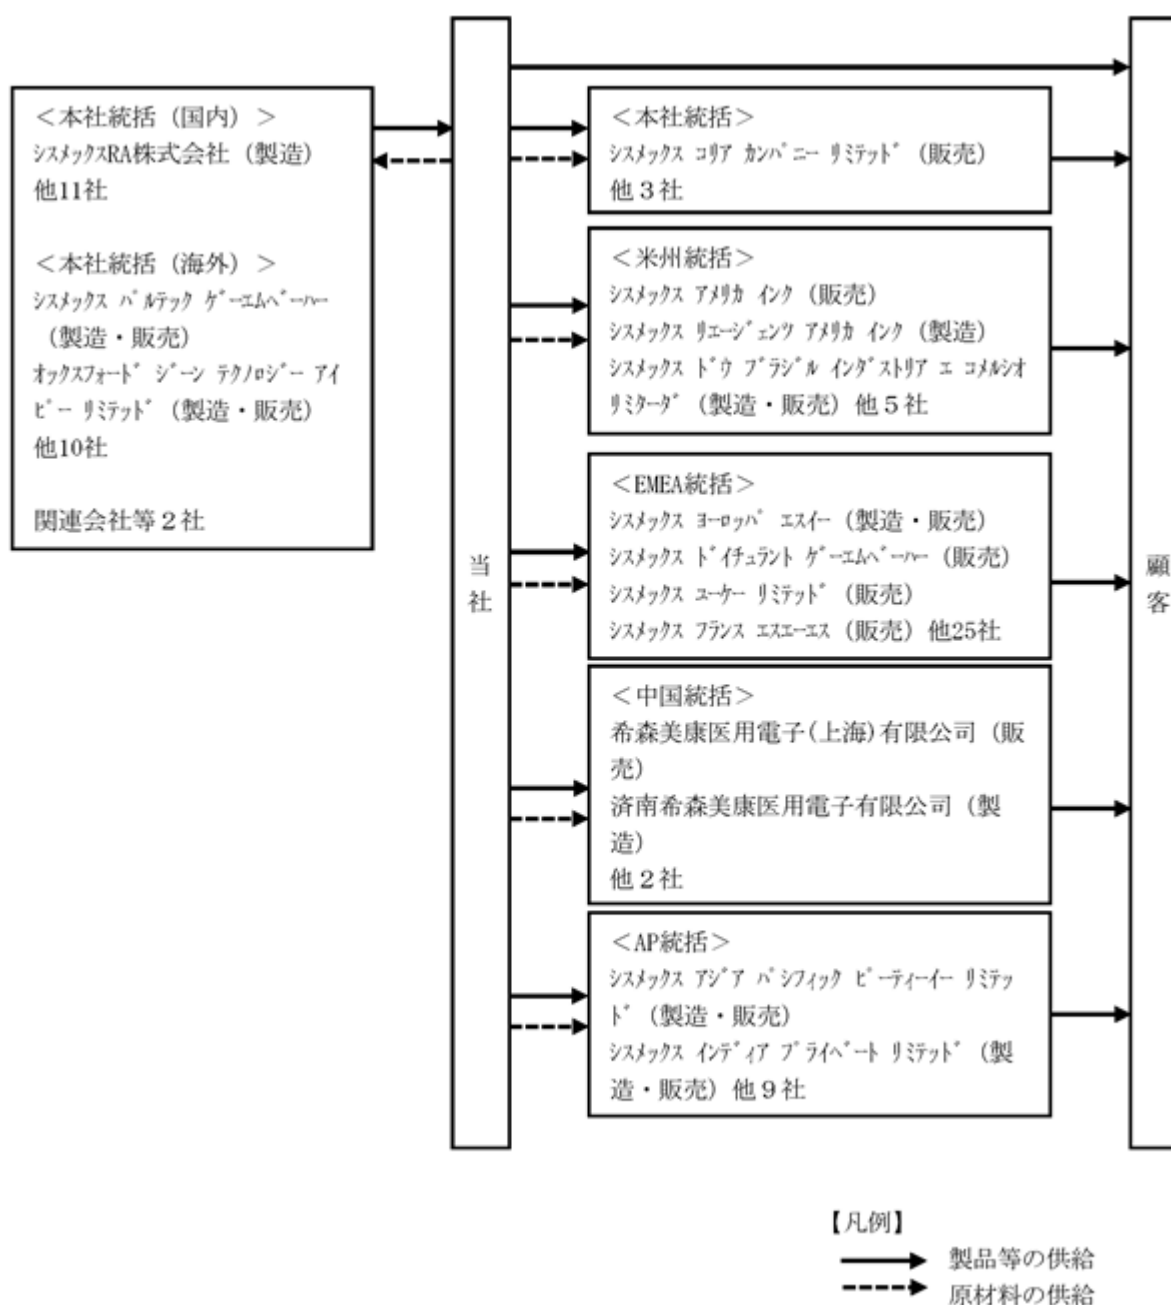 ＜本社統括（国内）＞
ｼｽﾒｯｸｽRA株式会社（製造）
他11社
＜本社統括（海外）＞
ｼｽﾒｯｸｽ ﾊﾟﾙﾃｯｸ ｹﾞｰｴﾑﾍﾞｰﾊｰ
（製造・販売）
ｵｯｸｽﾌｫｰﾄﾞ ｼﾞｰﾝ ﾃｸﾉﾛｼﾞｰ ｱｲ
ﾋﾟｰ ﾘﾐﾃｯﾄﾞ（製造・販売）
他10社
関連会社等２社
当
社
＜本社統括＞
ｼｽﾒｯｸｽ ｺﾘｱ ｶﾝﾊﾟﾆｰ ﾘﾐﾃｯﾄﾞ（販売）
他３社
＜米州統括＞
ｼｽﾒｯｸｽ ｱﾒﾘｶ ｲﾝｸ（販売）
ｼｽﾒｯｸｽ ﾘｴｰｼﾞｪﾝﾂ ｱﾒﾘｶ ｲﾝｸ（製造）
ｼｽﾒｯｸｽ ﾄﾞｳ ﾌﾞﾗｼﾞﾙ ｲﾝﾀﾞｽﾄﾘｱ ｴ ｺﾒﾙｼｵ
ﾘﾐﾀｰﾀﾞ（製造・販売）他５社
＜EMEA統括＞
ｼｽﾒｯｸｽ ﾖｰﾛｯﾊﾟ ｴｽｲｰ（製造・販売）
ｼｽﾒｯｸｽ ﾄﾞｲﾁｭﾗﾝﾄ ｹﾞｰｴﾑﾍﾞｰﾊｰ（販売）
ｼｽﾒｯｸｽ ﾕｰｹｰ ﾘﾐﾃｯﾄﾞ（販売）
ｼｽﾒｯｸｽ ﾌﾗﾝｽ ｴｽｴｰｴｽ（販売）他25社
＜中国統括＞
希森美康医用電子(上海)有限公司（販
売）
済南希森美康医用電子有限公司（製
造）
他２社
＜AP統括＞
ｼｽﾒｯｸｽ ｱｼﾞｱ ﾊﾟｼﾌｨｯｸ ﾋﾟｰﾃｨｰｲｰ ﾘﾐﾃｯ
ﾄﾞ（製造・販売）
ｼｽﾒｯｸｽ ｲﾝﾃﾞｨｱ ﾌﾟﾗｲﾍﾞｰﾄ ﾘﾐﾃｯﾄﾞ（製
造・販売）他９社
顧
客
【凡例】
製品等の供給
原材料の供給